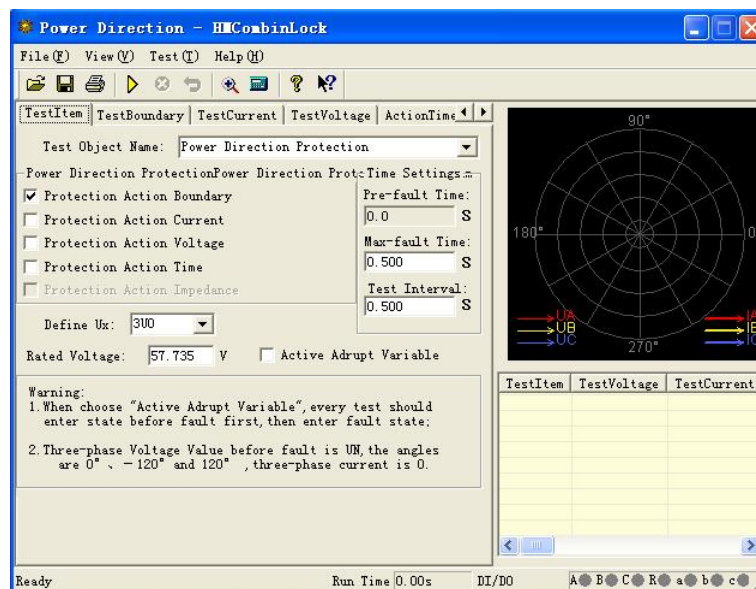 Power Direction - HMCombinLock
File(F) View(V) Test(T) Help(H)
TestItem TestBoundary TestCurrent TestVoltage ActionTime
Test Object Name: Power Direction Protection
Power Direction ProtectionPower Direction Prot
Time Settings
Protection Action Boundary
Protection Action Current
Protection Action Voltage
Protection Action Time
Protection Action Impedance
Pre-fault Time:
0.0 S
Max-fault Time:
0.500 S
Test Interval:
0.500 S
Define Ux: 3U0
Rated Voltage: 57.735 V Active Adrupt Variable
Warning:
1.When choose "Active Adrupt Variable", every test should
enter state before fault first, then enter fault state;
2.Three-phase Voltage Value before fault is UN, the angles
are 0° 、-120° and 120° , three-phase current is 0.
90°
180°
0
270°
UA
UB
UC
IA
IB
IC
TestItem TestVoltage TestCurrent
Ready Run Time 0.00s DI/DO A B C R a b c